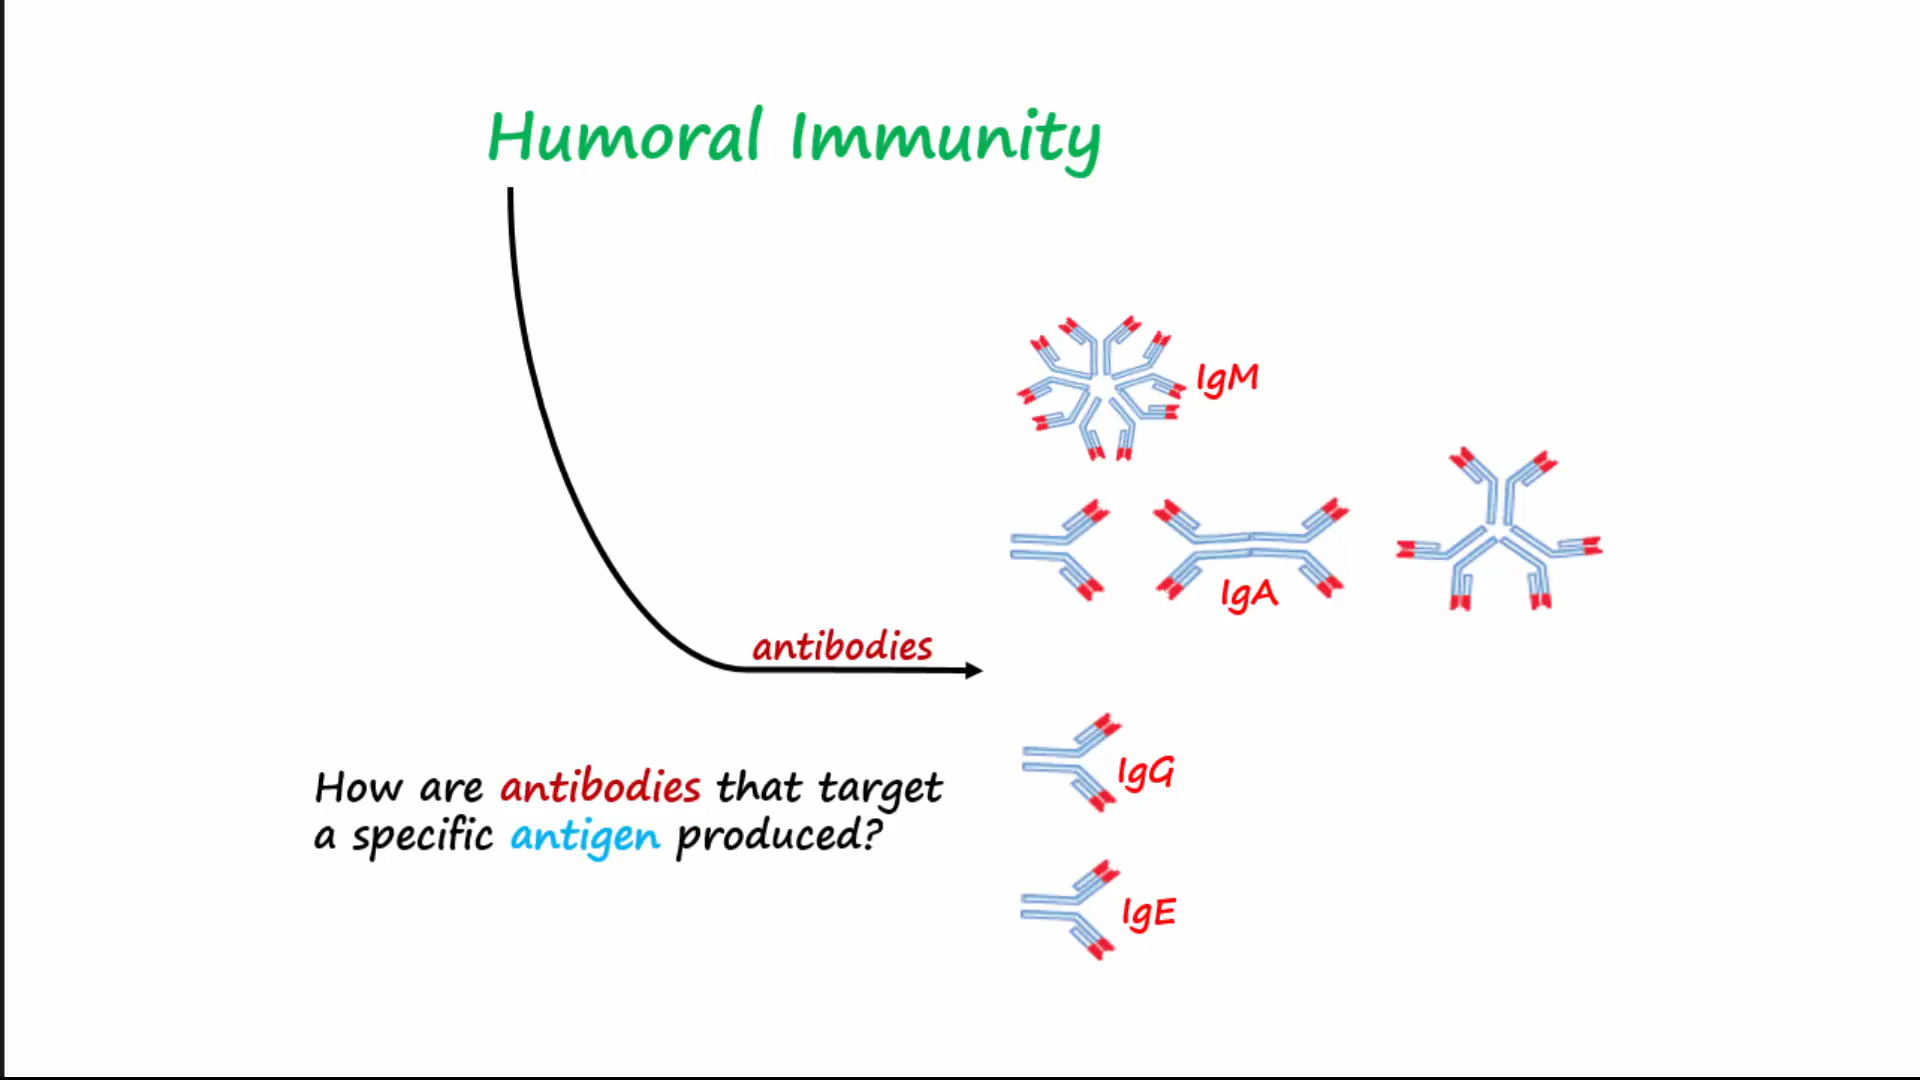 Humoral Immunity
IgM
IgA
antibodies
IgG
How are antibodies that target
a specific antigen produced?
IgE